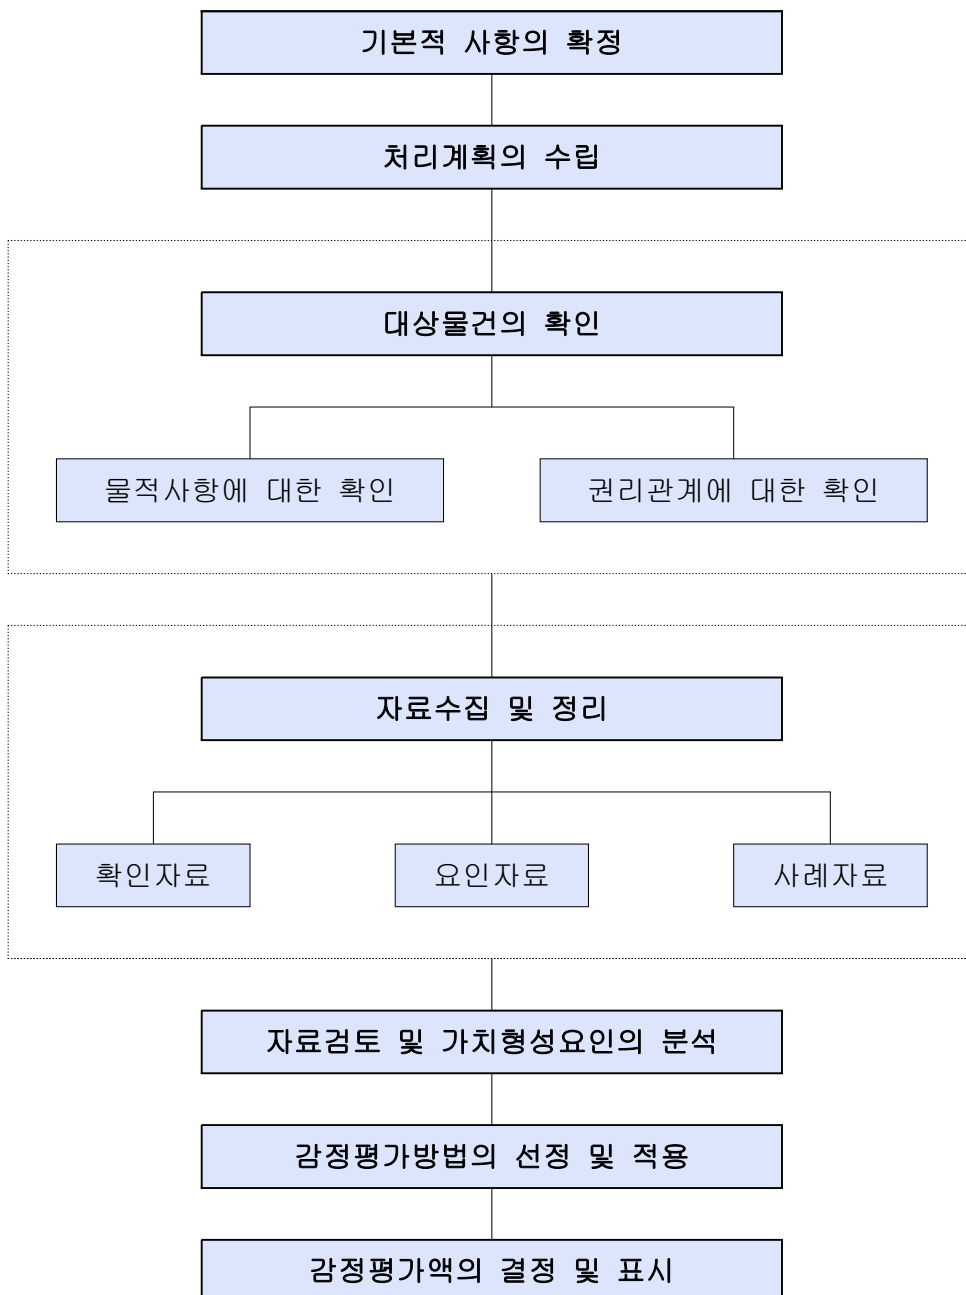 기본적 사항의 확정
처리계획의 수립
대상물건의 확인
물적사항에 대한 확인
권리관계에 대한 확인
자료수집 및 정리
확인자료
요인자료
사례자료
자료검토 및 가치형성요인의 분석
감정평가방법의 선정 및 적용
감정평가액의 결정 및 표시